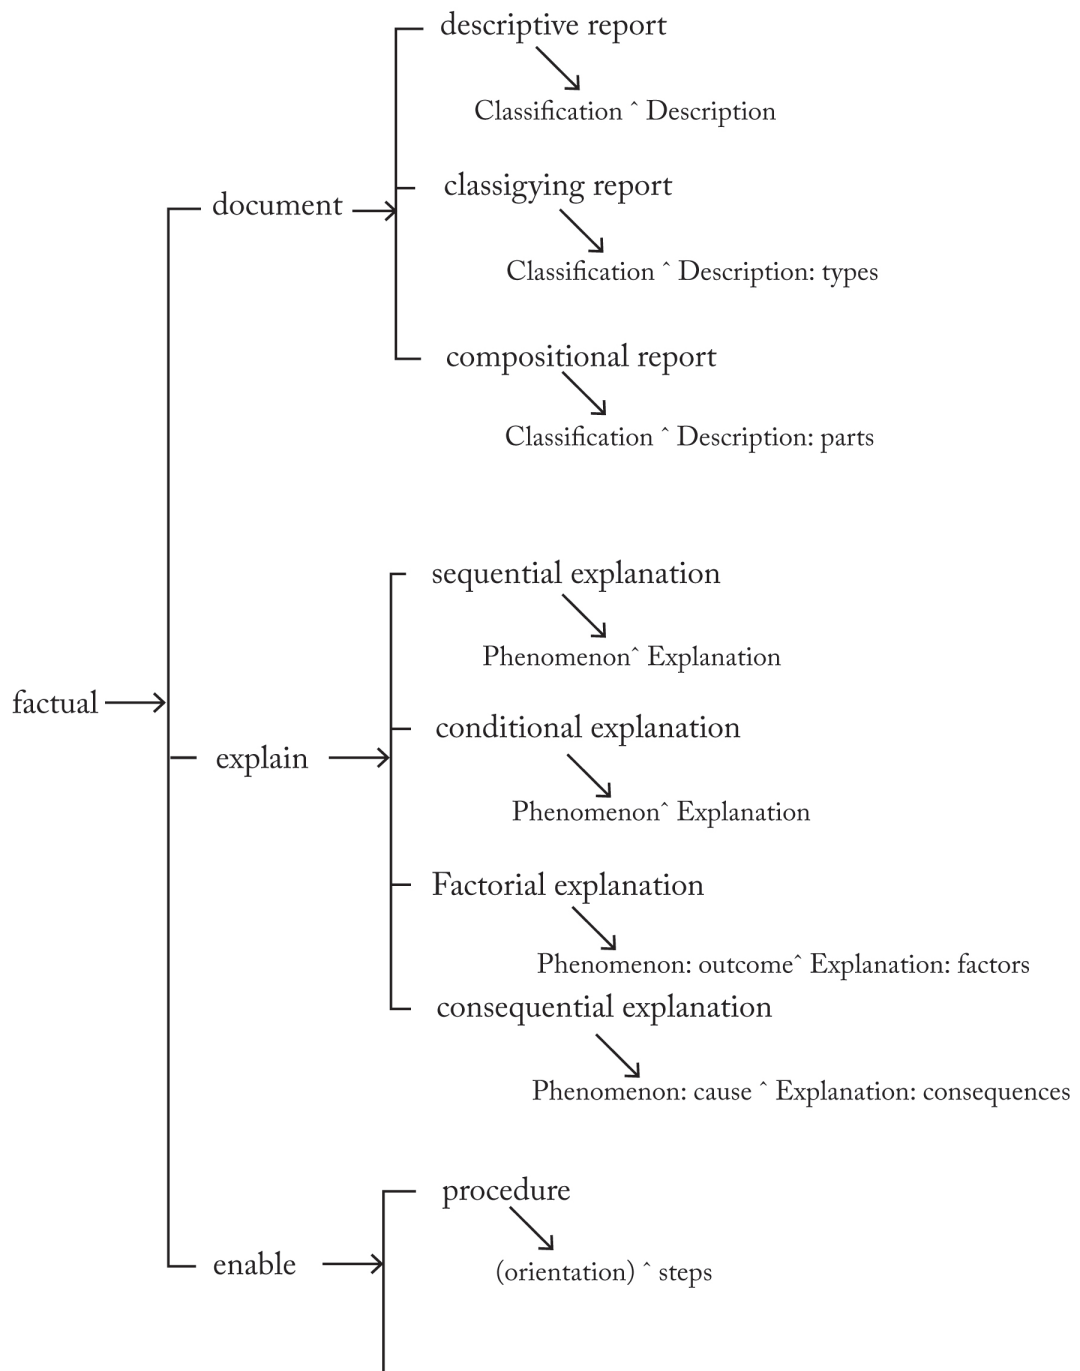 descriptive report
Classification ˆ Description
classigying report
Classification ˆ Description: types
document
compositional report
Classification ˆ Description: parts
sequential explanation
Phenomenonˆ Explanation
factual
conditional explanation
explain
Phenomenonˆ Explanation
Factorial explanation
Phenomenon: outcomeˆ Explanation: factors
consequential explanation
Phenomenon: cause ˆ Explanation: consequences
procedure
enable
(orientation) ˆ steps